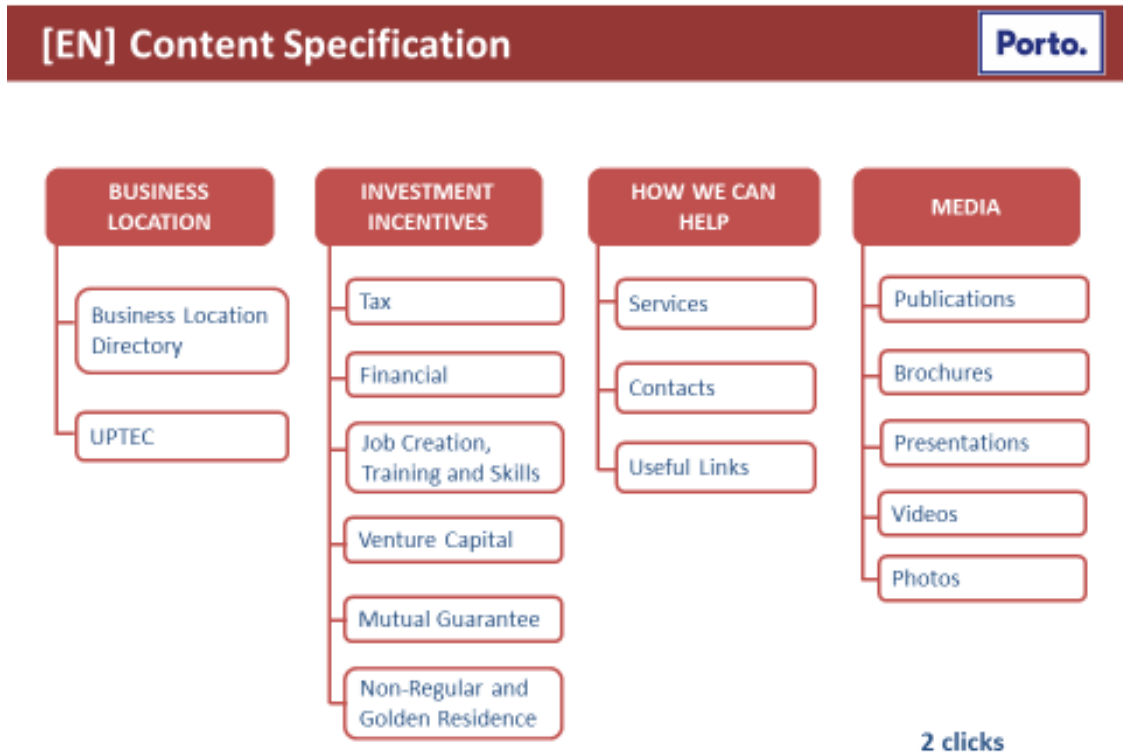 [EN] Content Specification
Porto.
BUSINESS
LOCATION
Business Location
Directory
UPTEC
INVESTMENT
INCENTIVES
Tax
Financial
Job Creation,
Training and Skills
Venture Capital
Mutual Guarantee
Non-Regular and
Golden Residence
HOW WE CAN
HELP
Services
Contacts
Useful Links
MEDIA
Publications
Brochures
Presentations
Videos
Photos
2 clicks